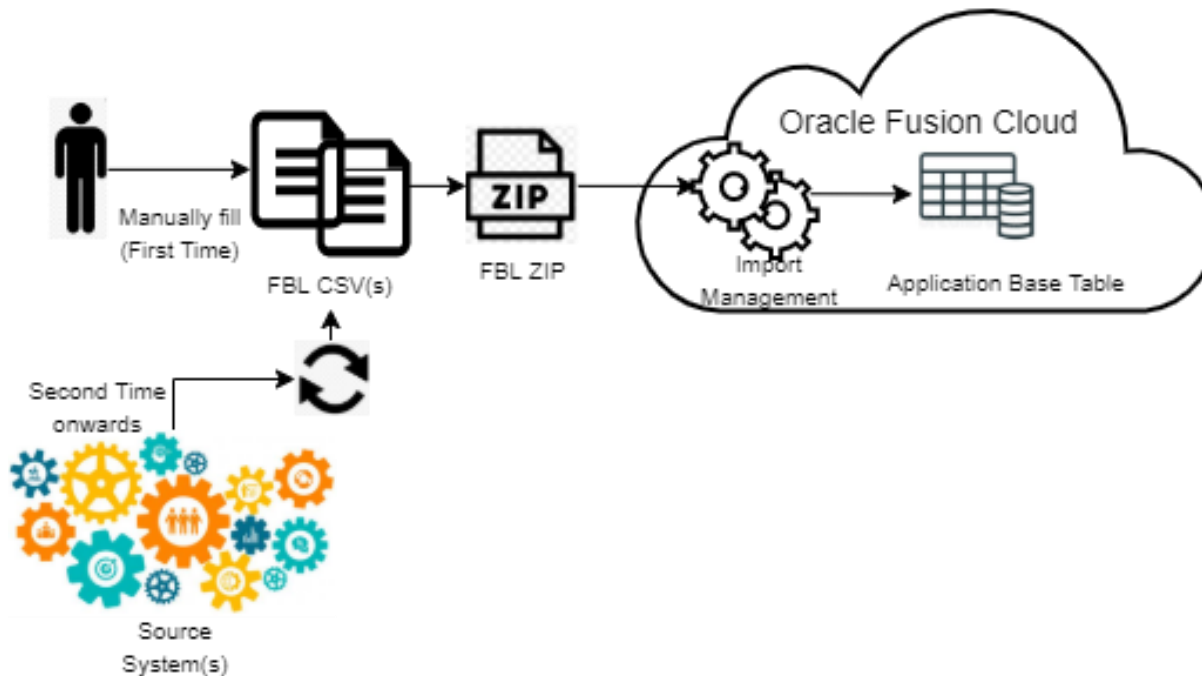 Oracle Fusion Cloud
ZIP
Manually fill
(First Time)
FBL CSV(s)
FBL ZIP
Import
Management
Application Base Table
Second Time
onwards
Source
System(s)